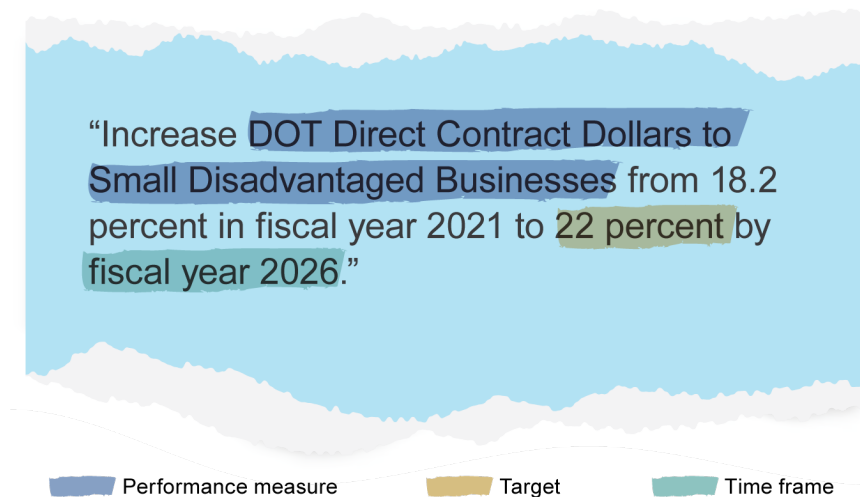 “Increase DOT Direct Contract Dollars to
Small Disadvantaged Businesses from 18.2
percent in fiscal year 2021 to 22 percent by
fiscal year 2026.”
Performance measure Target Time frame